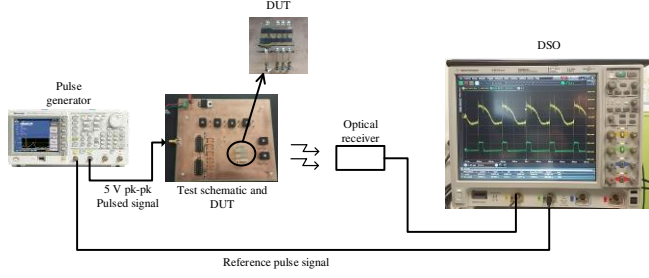 DUT
DSO
Pulse
generator
Optical
receiver
5 V pk-pk
Pulsed signal
Test schematic and
DUT
Reference pulse signal